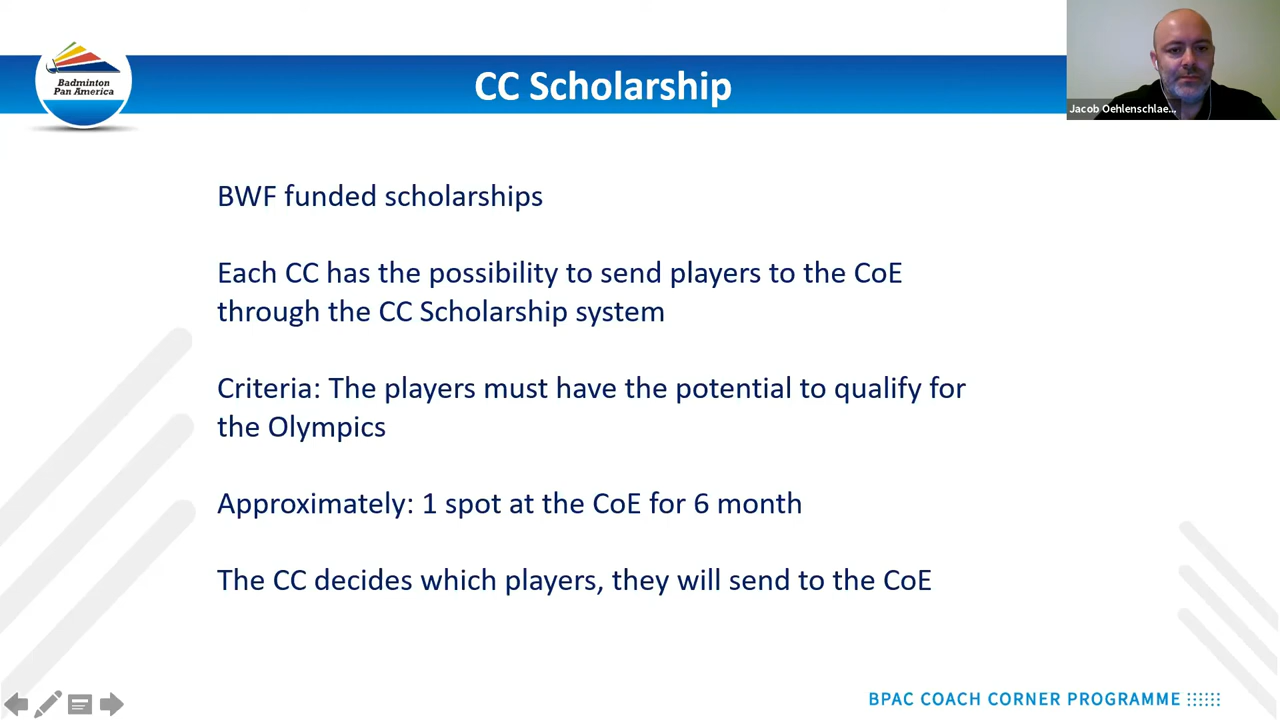 CC Scholarship
Badminton
Pan America
Jacob Oehlenschlae...
BWF funded scholarships
Each CC has the possibility to send players to the CoE
through the CC Scholarship system
Criteria: The players must have the potential to qualify for
the Olympics
Approximately: 1 spot at the CoE for 6 month
The CC decides which players, they will send to the CoE
BPAC COACH CORNER PROGRAMME